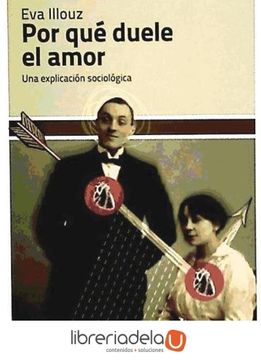 Eva Illouz
Por qué duele
el amor
Una explicación sociológica
libreriadelaU
contenidos + soluciones